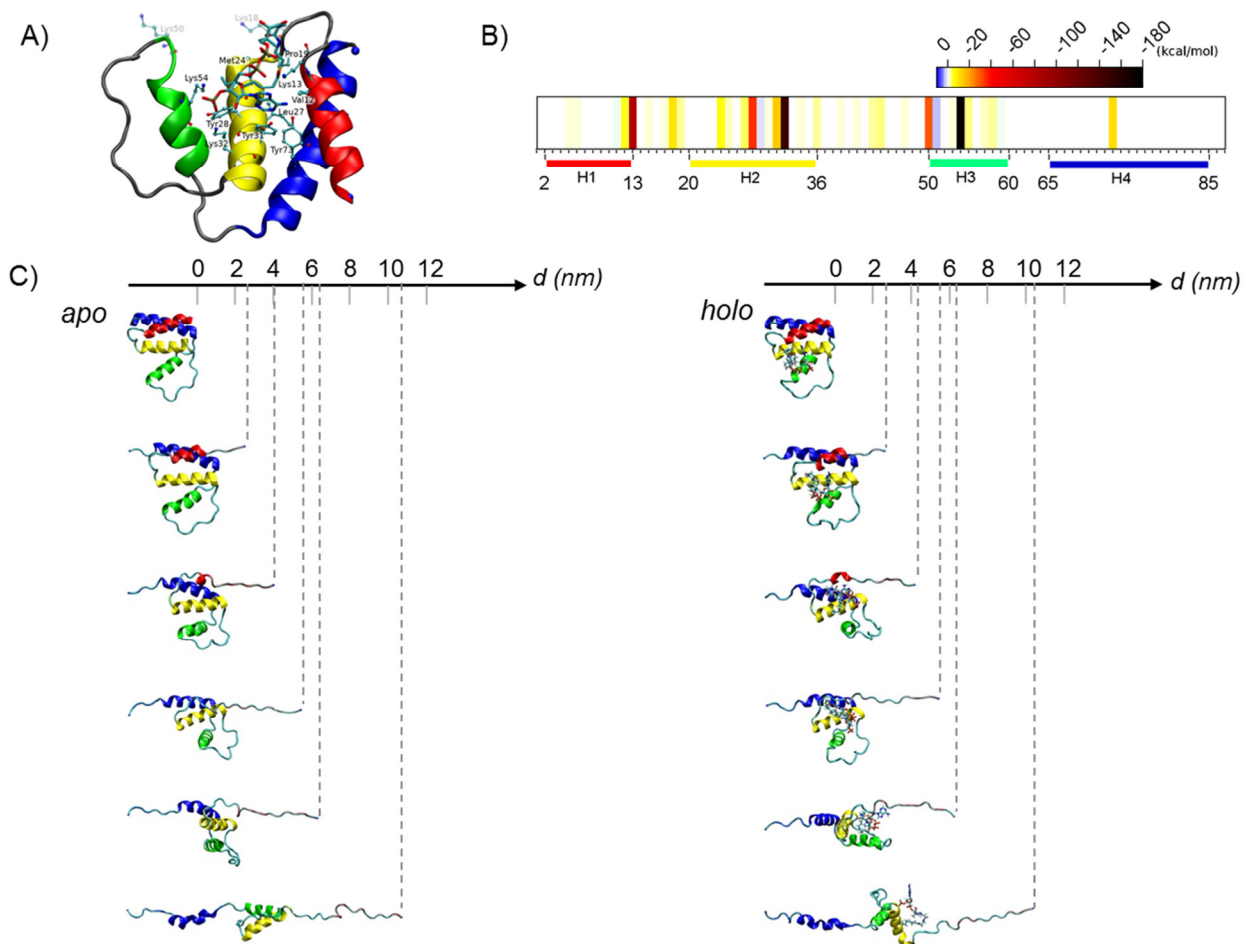 A)
Lys50
Lys18
Met24
Pro19
Lys54
Lys13
Val12
Leu27
Tyr28
Tyr31
Lys32
Tyr73
B)
0 -20 -60 -100 -140 -180
(kcal/mol)
H1 H2 H3 H4
2 13 20 36 50 60 65 85
C)
0 2 4 6 8 10 12 d (nm)
apo
0 2 4 6 8 10 12 d (nm)
holo